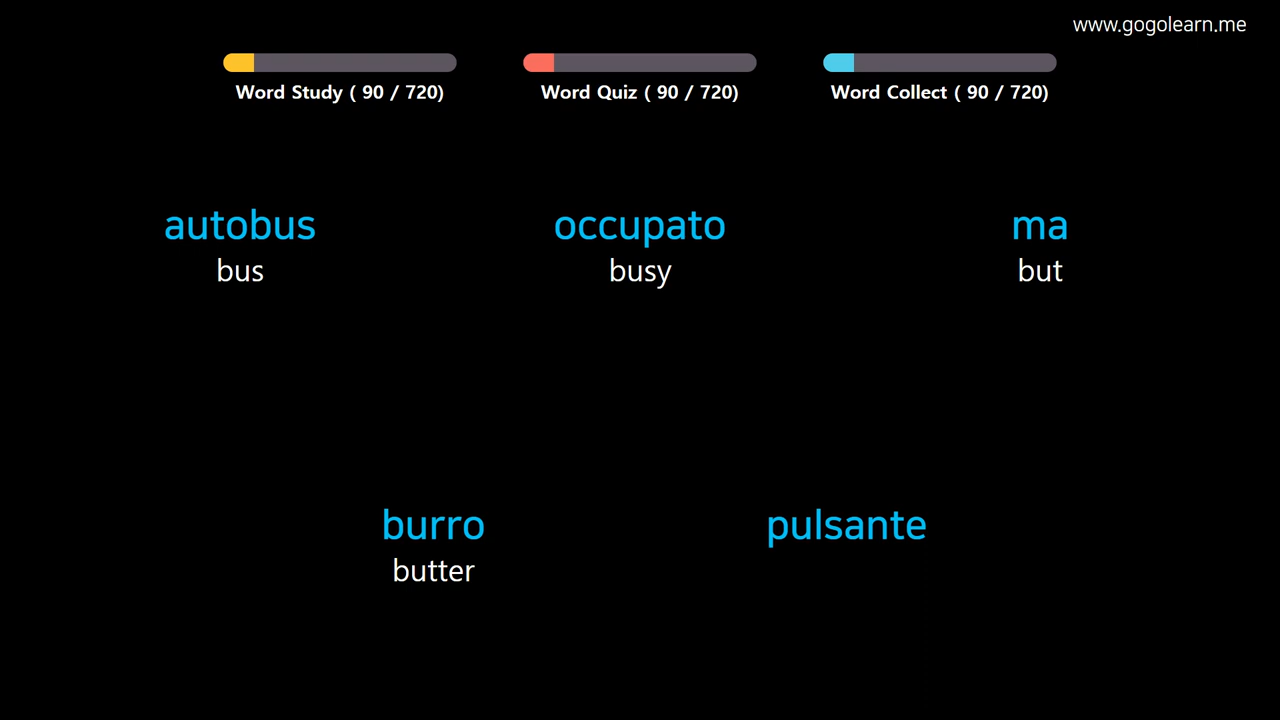 www.gogolearn.me
Word Study ( 90 / 720)
Word Quiz ( 90 / 720)
Word Collect ( 90 / 720)
autobus
bus
occupato
busy
ma
but
burro
butter
pulsante